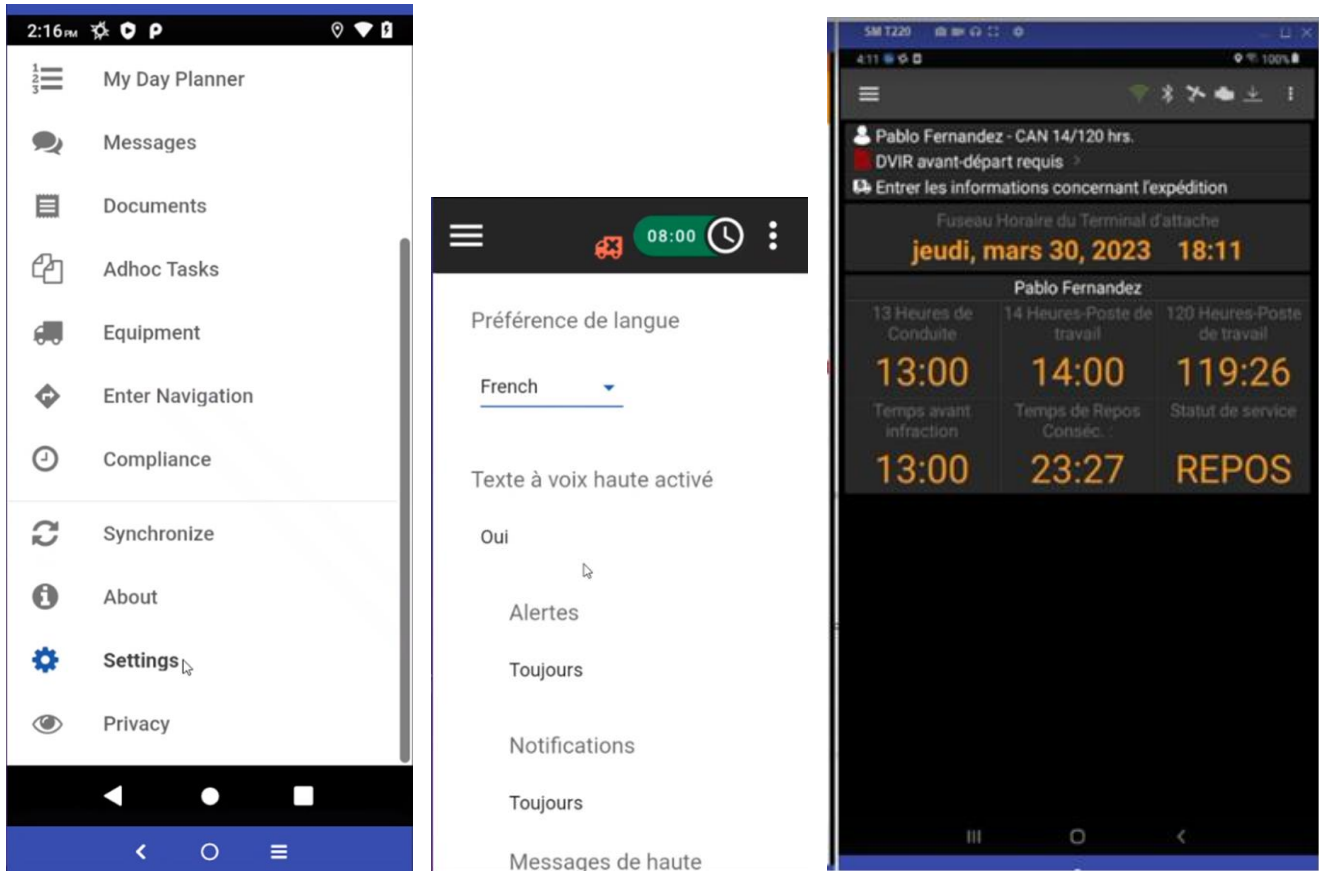 2:16 PM
My Day Planner
Messages
Documents
Adhoc Tasks
Equipment
Enter Navigation
Compliance
Synchronize
About
Settings
Privacy
08:00
Préférence de langue
French
Texte à voix haute activé
Oui
Alertes
Toujours
Notifications
Toujours
Messages de haute
SM T220
4:11
100%
Pablo Fernandez - CAN 14/120 hrs.
DVIR avant-départ requis >
Entrer les informations concernant l'expédition
Fuseau Horaire du Terminal d'attache
jeudi, mars 30, 2023 18:11
Pablo Fernandez
13 Heures de Conduite
14 Heures-Poste de travail
120 Heures-Poste de travail
13:00 14:00 119:26
Temps avant infraction
Temps de Repos Conséc. :
Statut de service
13:00 23:27 REPOS